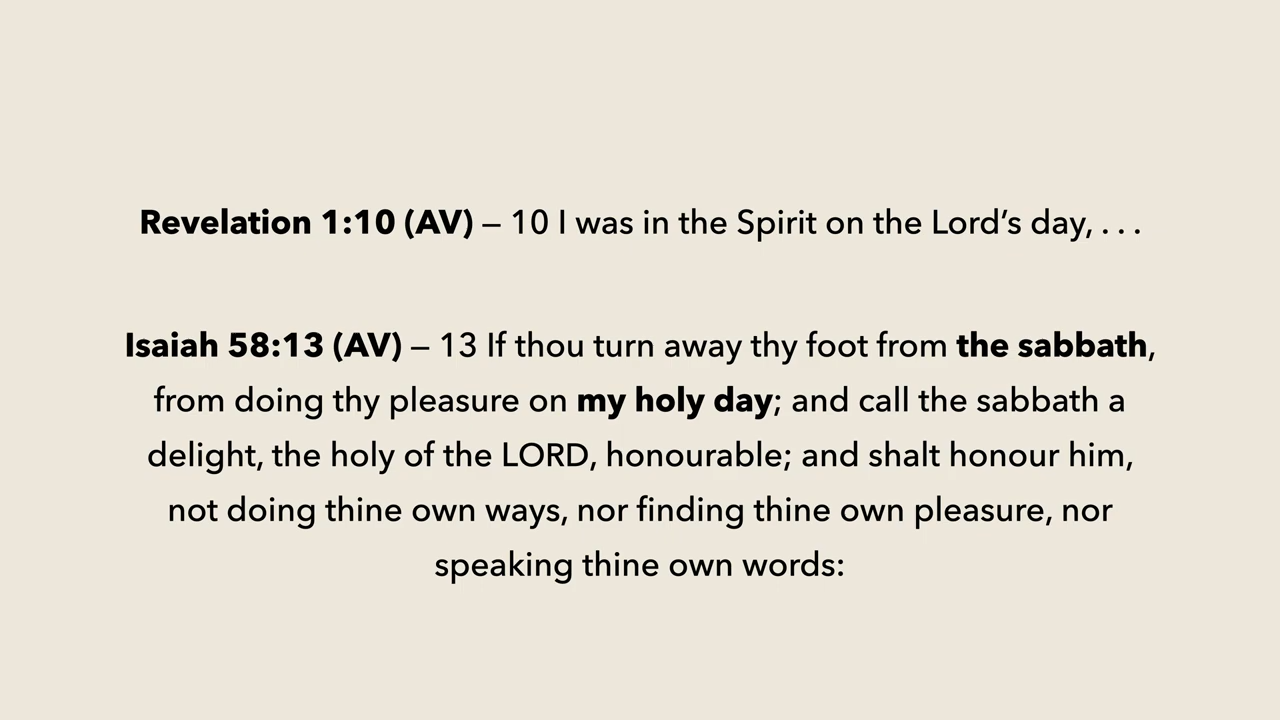 Revelation 1:10 (AV) – 10 I was in the Spirit on the Lord’s day, . . .
Isaiah 58:13 (AV) – 13 If thou turn away thy foot from the sabbath,
from doing thy pleasure on my holy day; and call the sabbath a
delight, the holy of the LORD, honourable; and shalt honour him,
not doing thine own ways, nor finding thine own pleasure, nor
speaking thine own words: